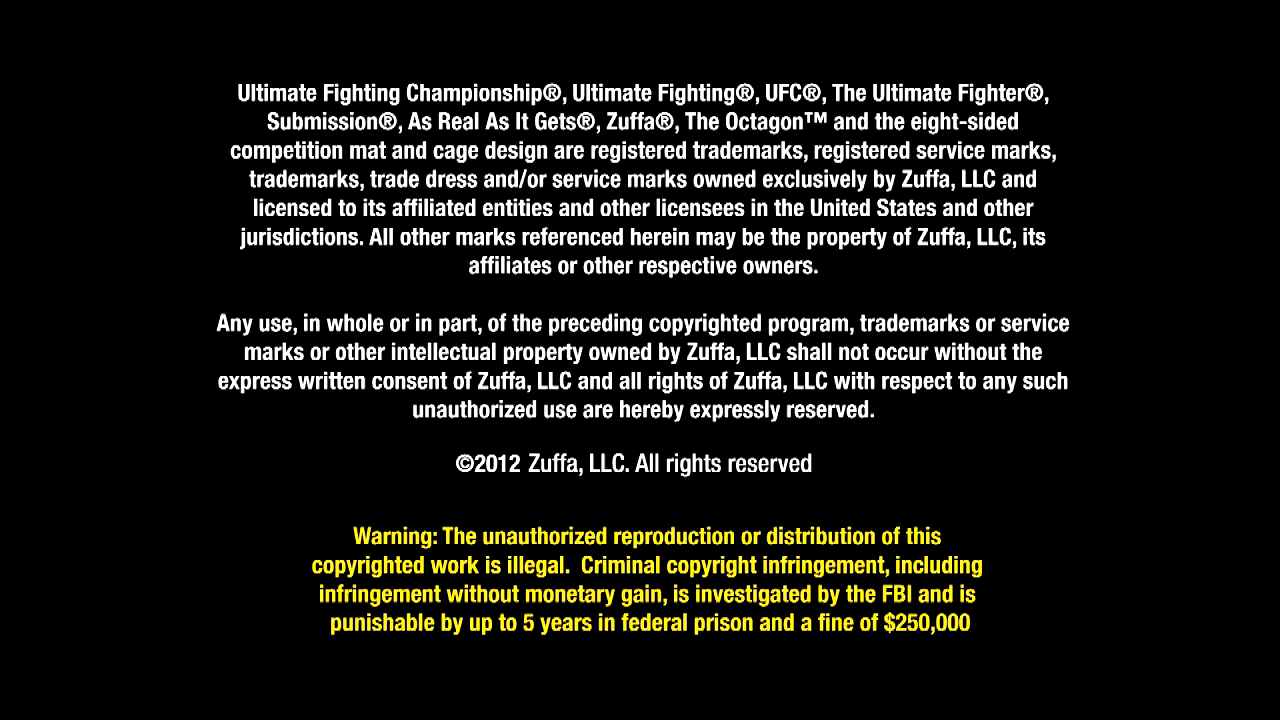 Ultimate Fighting Championship®, Ultimate Fighting®, UFC®, The Ultimate Fighter®,
Submission®, As Real As It Gets®, Zuffa®, The Octagon™ and the eight-sided
competition mat and cage design are registered trademarks, registered service marks,
trademarks, trade dress and/or service marks owned exclusively by Zuffa, LLC and
licensed to its affiliated entities and other licensees in the United States and other
jurisdictions. All other marks referenced herein may be the property of Zuffa, LLC, its
affiliates or other respective owners.
Any use, in whole or in part, of the preceding copyrighted program, trademarks or service
marks or other intellectual property owned by Zuffa, LLC shall not occur without the
express written consent of Zuffa, LLC and all rights of Zuffa, LLC with respect to any such
unauthorized use are hereby expressly reserved.
©2012 Zuffa, LLC. All rights reserved
Warning: The unauthorized reproduction or distribution of this
copyrighted work is illegal.  Criminal copyright infringement, including
infringement without monetary gain, is investigated by the FBI and is
punishable by up to 5 years in federal prison and a fine of $250,000